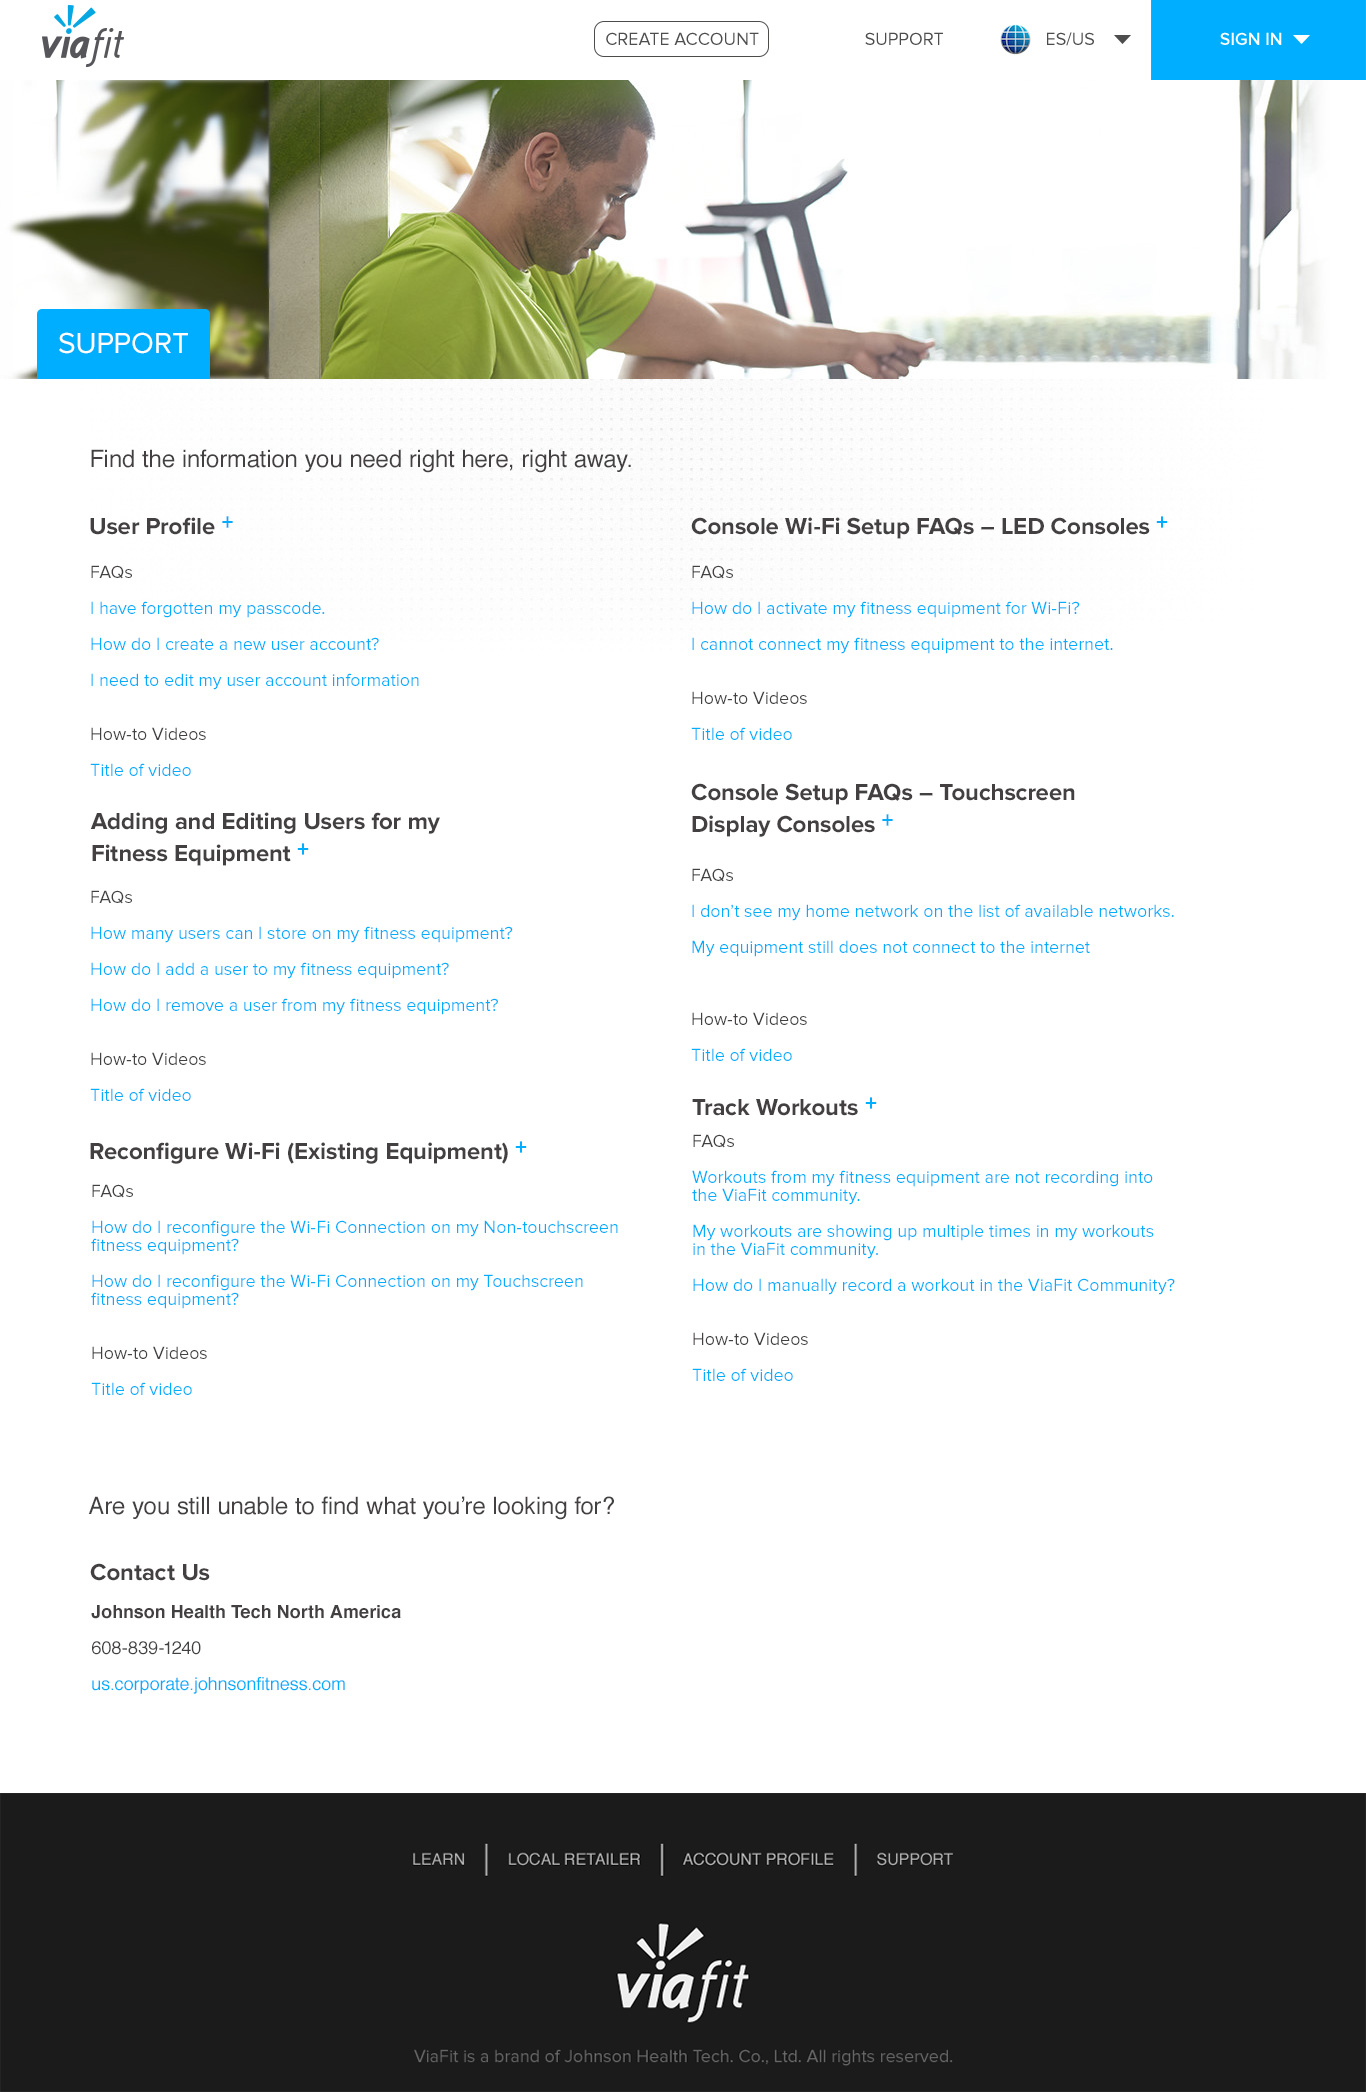 viafit
CREATE ACCOUNT
SUPPORT
ES/US
SIGN IN
SUPPORT
Find the information you need right here, right away.
User Profile +
FAQs
I have forgotten my passcode.
How do I create a new user account?
I need to edit my user account information
How-to Videos
Title of video
Adding and Editing Users for my
Fitness Equipment +
FAQs
How many users can I store on my fitness equipment?
How do I add a user to my fitness equipment?
How do I remove a user from my fitness equipment?
How-to Videos
Title of video
Reconfigure Wi-Fi (Existing Equipment) +
FAQs
How do I reconfigure the Wi-Fi Connection on my Non-touchscreen
fitness equipment?
How do I reconfigure the Wi-Fi Connection on my Touchscreen
fitness equipment?
How-to Videos
Title of video
Console Wi-Fi Setup FAQs – LED Consoles +
FAQs
How do I activate my fitness equipment for Wi-Fi?
I cannot connect my fitness equipment to the internet.
How-to Videos
Title of video
Console Setup FAQs – Touchscreen
Display Consoles +
FAQs
I don't see my home network on the list of available networks.
My equipment still does not connect to the internet
How-to Videos
Title of video
Track Workouts +
FAQs
Workouts from my fitness equipment are not recording into
the ViaFit community.
My workouts are showing up multiple times in my workouts
in the ViaFit community.
How do I manually record a workout in the ViaFit Community?
How-to Videos
Title of video
Are you still unable to find what you’re looking for?
Contact Us
Johnson Health Tech North America
608-839-1240
us.corporate.johnsonfitness.com
LEARN
LOCAL RETAILER
ACCOUNT PROFILE
SUPPORT
viafit
ViaFit is a brand of Johnson Health Tech. Co., Ltd. All rights reserved.